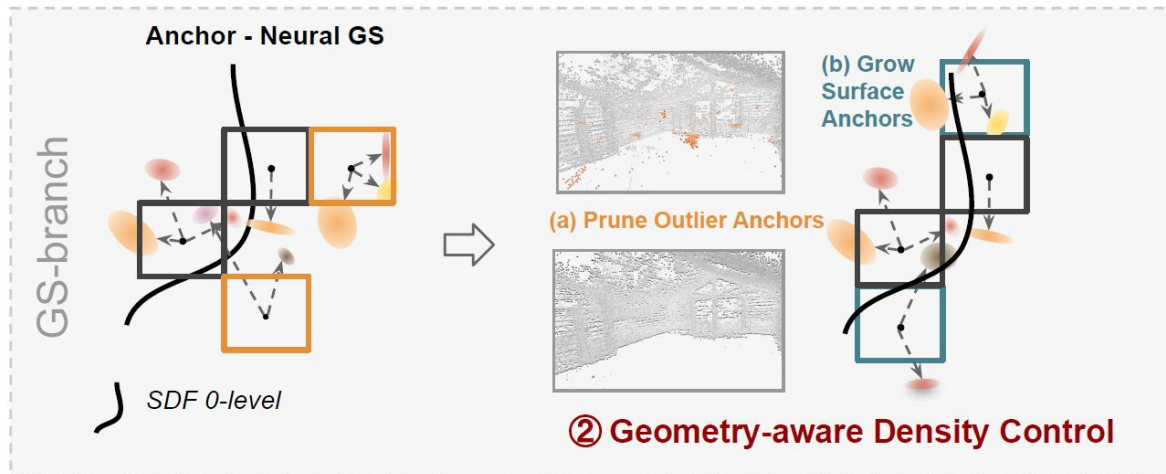 Anchor - Neural GS
GS-branch
SDF 0-level
(a) Prune Outlier Anchors
(b) Grow
Surface
Anchors
② Geometry-aware Density Control